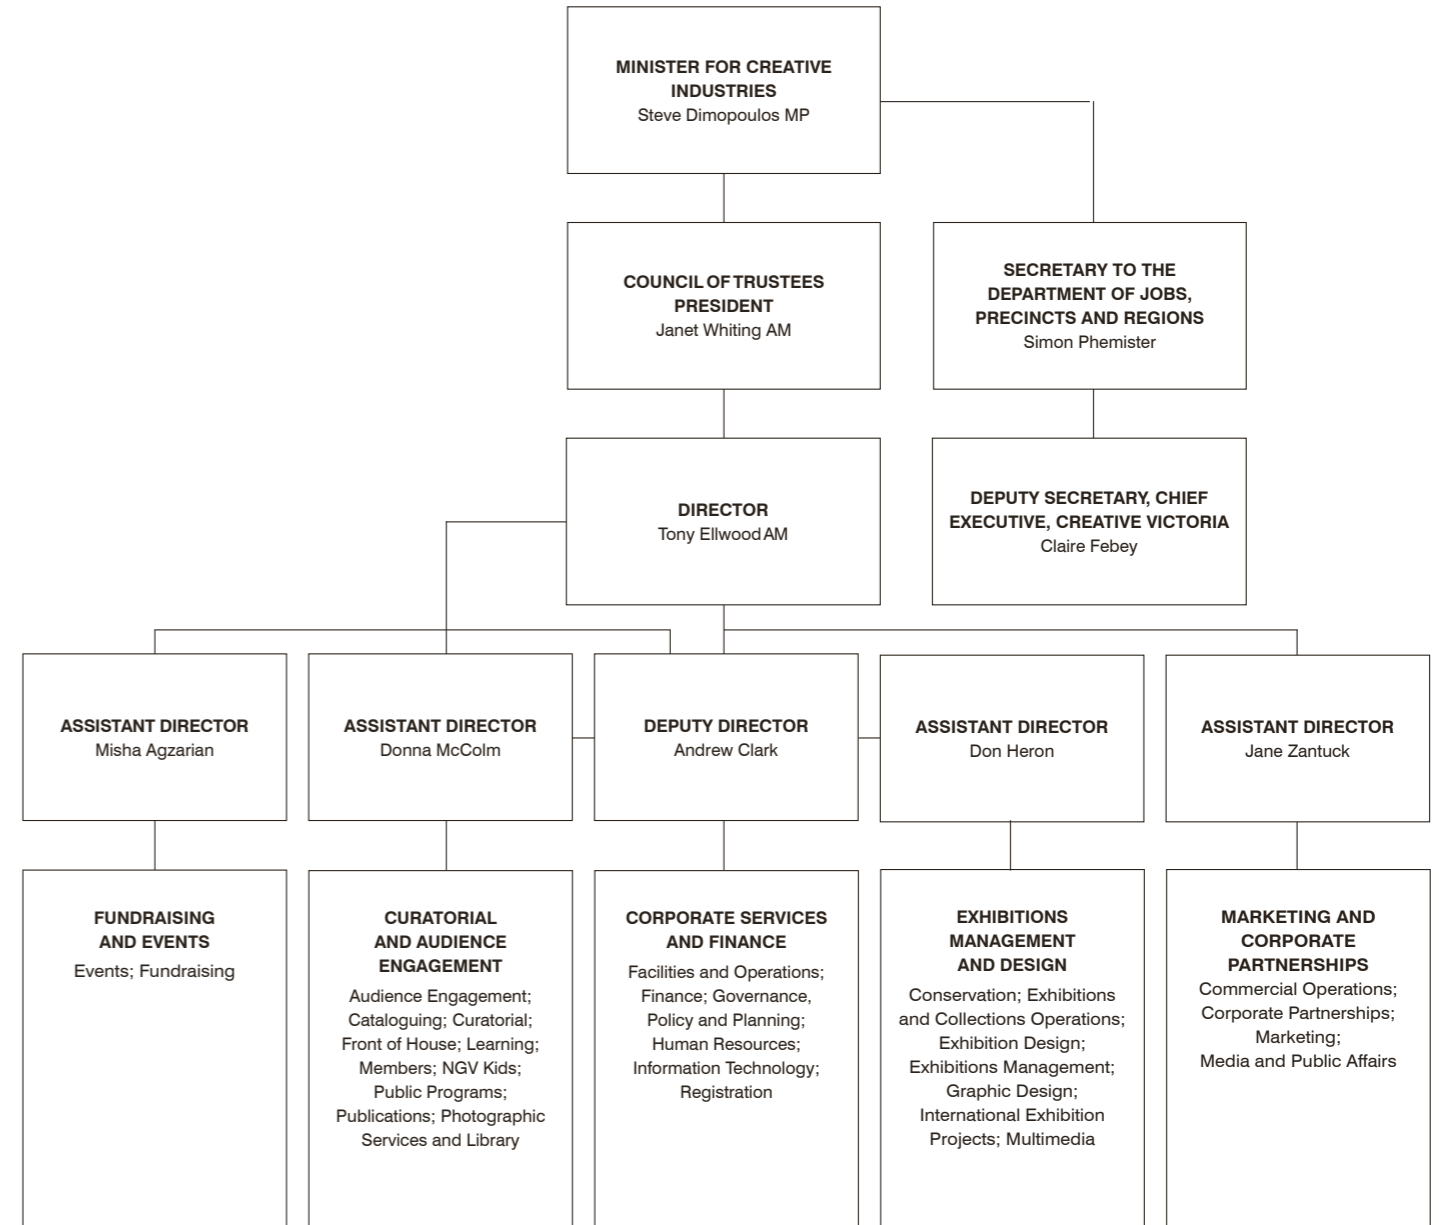 MINISTER FOR CREATIVE
INDUSTRIES
Steve Dimopoulos MP
COUNCIL OF TRUSTEES
PRESIDENT
Janet Whiting AM
SECRETARY TO THE
DEPARTMENT OF JOBS,
PRECINCTS AND REGIONS
Simon Phemister
DIRECTOR
Tony Ellwood AM
DEPUTY SECRETARY, CHIEF
EXECUTIVE, CREATIVE VICTORIA
Claire Febey
ASSISTANT DIRECTOR
Misha Agzarian
ASSISTANT DIRECTOR
Donna McColm
DEPUTY DIRECTOR
Andrew Clark
ASSISTANT DIRECTOR
Don Heron
ASSISTANT DIRECTOR
Jane Zantuck
FUNDRAISING
AND EVENTS
Events; Fundraising
CURATORIAL
AND AUDIENCE
ENGAGEMENT
Audience Engagement;
Cataloguing; Curatorial;
Front of House; Learning;
Members; NGV Kids;
Public Programs;
Publications; Photographic
Services and Library
CORPORATE SERVICES
AND FINANCE
Facilities and Operations;
Finance; Governance,
Policy and Planning;
Human Resources;
Information Technology;
Registration
EXHIBITIONS
MANAGEMENT
AND DESIGN
Conservation; Exhibitions
and Collections Operations;
Exhibition Design;
Exhibitions Management;
Graphic Design;
International Exhibition
Projects; Multimedia
MARKETING AND
CORPORATE
PARTNERSHIPS
Commercial Operations;
Corporate Partnerships;
Marketing;
Media and Public Affairs